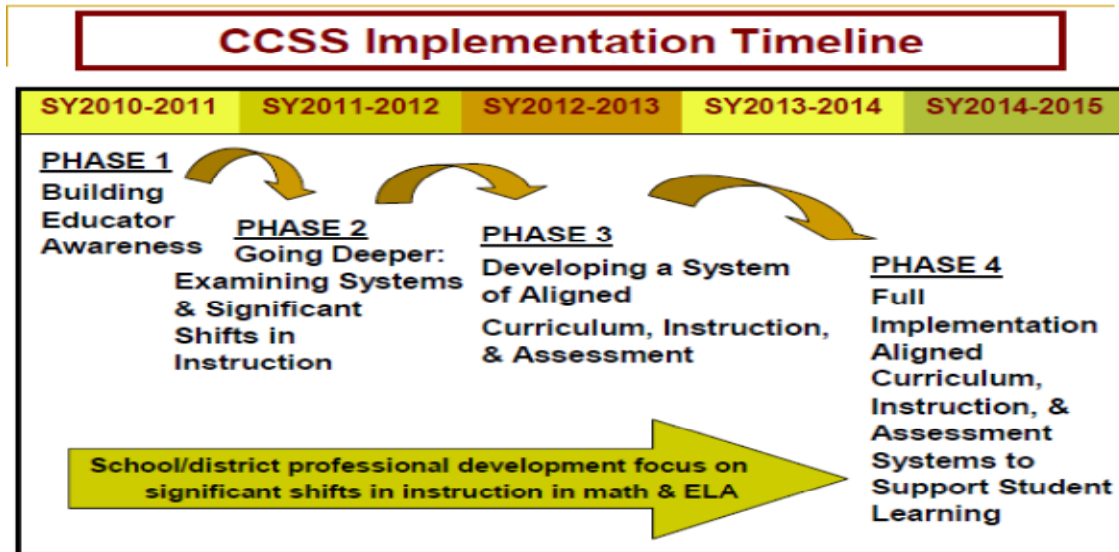 CCSS Implementation Timeline
SY2010-2011 SY2011-2012 SY2012-2013 SY2013-2014 SY2014-2015
PHASE 1
Building
Educator
Awareness
PHASE 2
Going Deeper:
Examining Systems
& Significant
Shifts in
Instruction
PHASE 3
Developing a System
of Aligned
Curriculum, Instruction,
& Assessment
PHASE 4
Full
Implementation
Aligned
Curriculum,
Instruction, &
Assessment
Systems to
Support Student
Learning
School/district professional development focus on
significant shifts in instruction in math & ELA